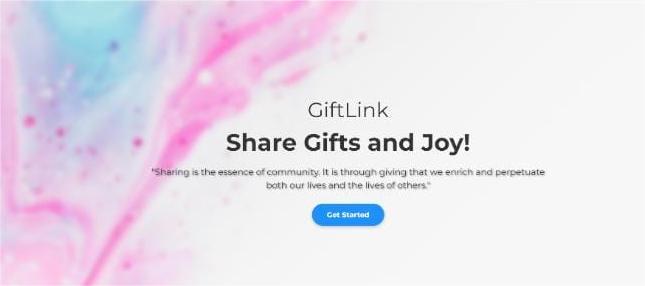 GiftLink
Share Gifts and Joy!
"Sharing is the essence of community. It is through giving that we enrich and perpetuate
both our lives and the lives of others."
Get Started